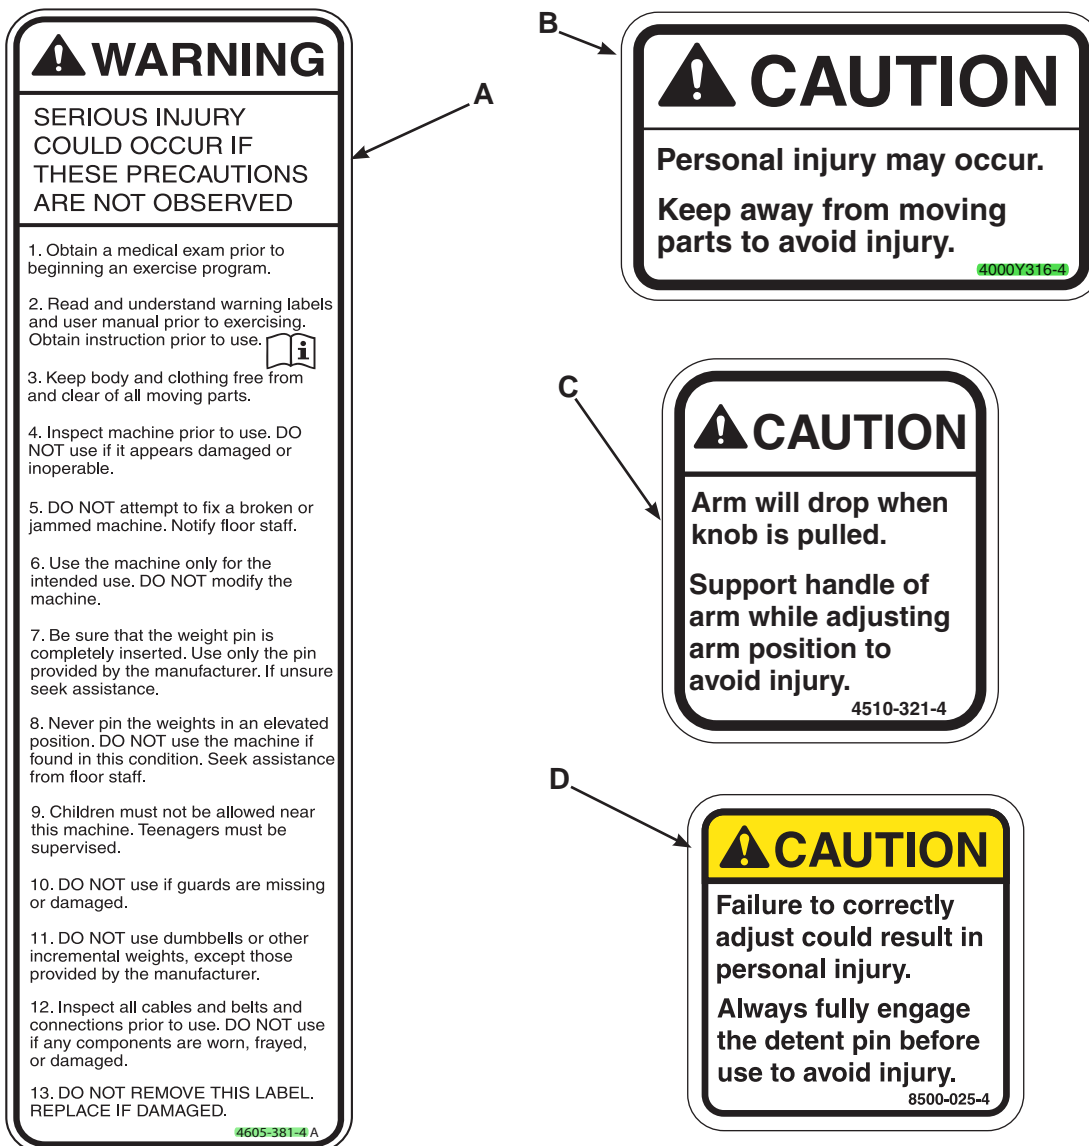 WARNING
SERIOUS INJURY
COULD OCCUR IF
THESE PRECAUTIONS
ARE NOT OBSERVED
1. Obtain a medical exam prior to
beginning an exercise program.
2. Read and understand warning labels
and user manual prior to exercising.
Obtain instruction prior to use.
3. Keep body and clothing free from
and clear of all moving parts.
4. Inspect machine prior to use. DO
NOT use if it appears damaged or
inoperable.
5. DO NOT attempt to fix a broken or
jammed machine. Notify floor staff.
6. Use the machine only for the
intended use. DO NOT modify the
machine.
7. Be sure that the weight pin is
completely inserted. Use only the pin
provided by the manufacturer. If unsure
seek assistance.
8. Never pin the weights in an elevated
position. DO NOT use the machine if
found in this condition. Seek assistance
from floor staff.
9. Children must not be allowed near
this machine. Teenagers must be
supervised.
10. DO NOT use if guards are missing
or damaged.
11. DO NOT use dumbbells or other
incremental weights, except those
provided by the manufacturer.
12. Inspect all cables and belts and
connections prior to use. DO NOT use
if any components are worn, frayed,
or damaged.
13. DO NOT REMOVE THIS LABEL.
REPLACE IF DAMAGED.
4605-381-4 A
A
B
CAUTION
Personal injury may occur.
Keep away from moving
parts to avoid injury.
4000Y316-4
C
CAUTION
Arm will drop when
knob is pulled.
Support handle of
arm while adjusting
arm position to
avoid injury.
4510-321-4
D
CAUTION
Failure to correctly
adjust could result in
personal injury.
Always fully engage
the detent pin before
use to avoid injury.
8500-025-4